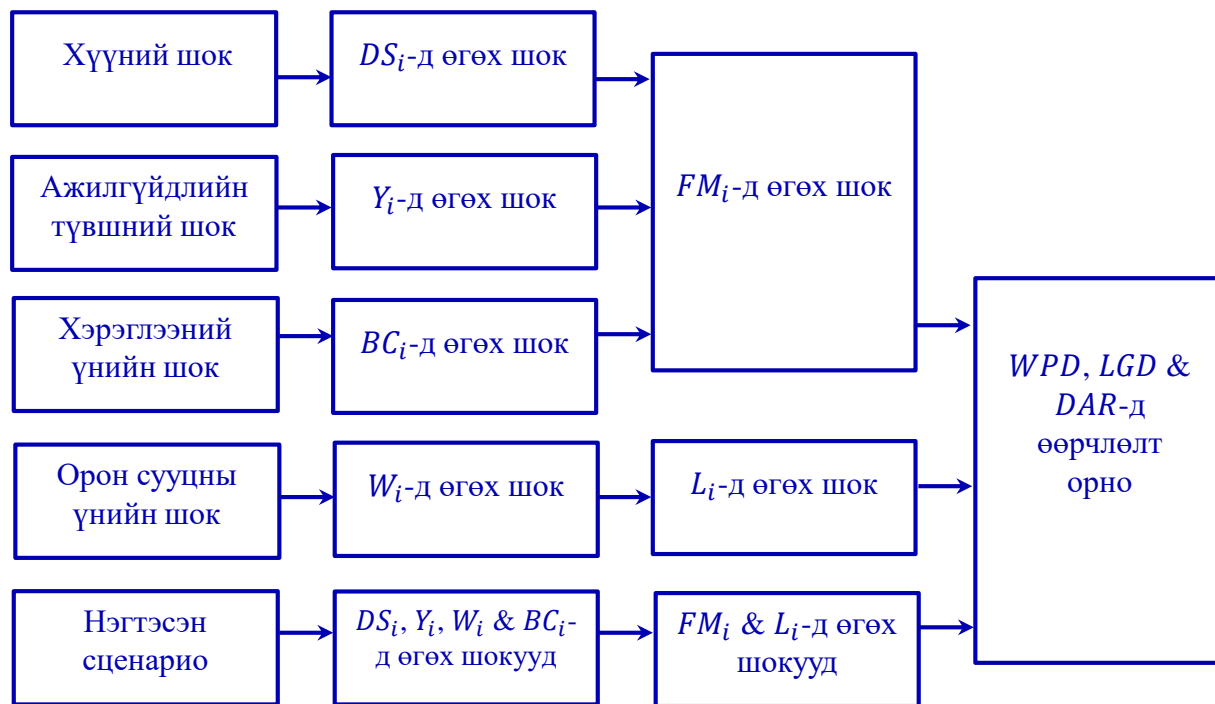 Хүүний шок
DS_i-д өгөх шок
Ажилгүйдлийн
түвшний шок
Y_i-д өгөх шок
FM_i-д өгөх шок
Хэрэглээний
үнийн шок
BC_i-д өгөх шок
Орон сууцны
үнийн шок
W_i-д өгөх шок
L_i-д өгөх шок
Нэгтэсэн
сценарио
DS_i, Y_i, W_i & BC_i-
д өгөх шокууд
FM_i & L_i-д өгөх
шокууд
WPD, LGD &
DAR-д
өөрчлөлт
орно